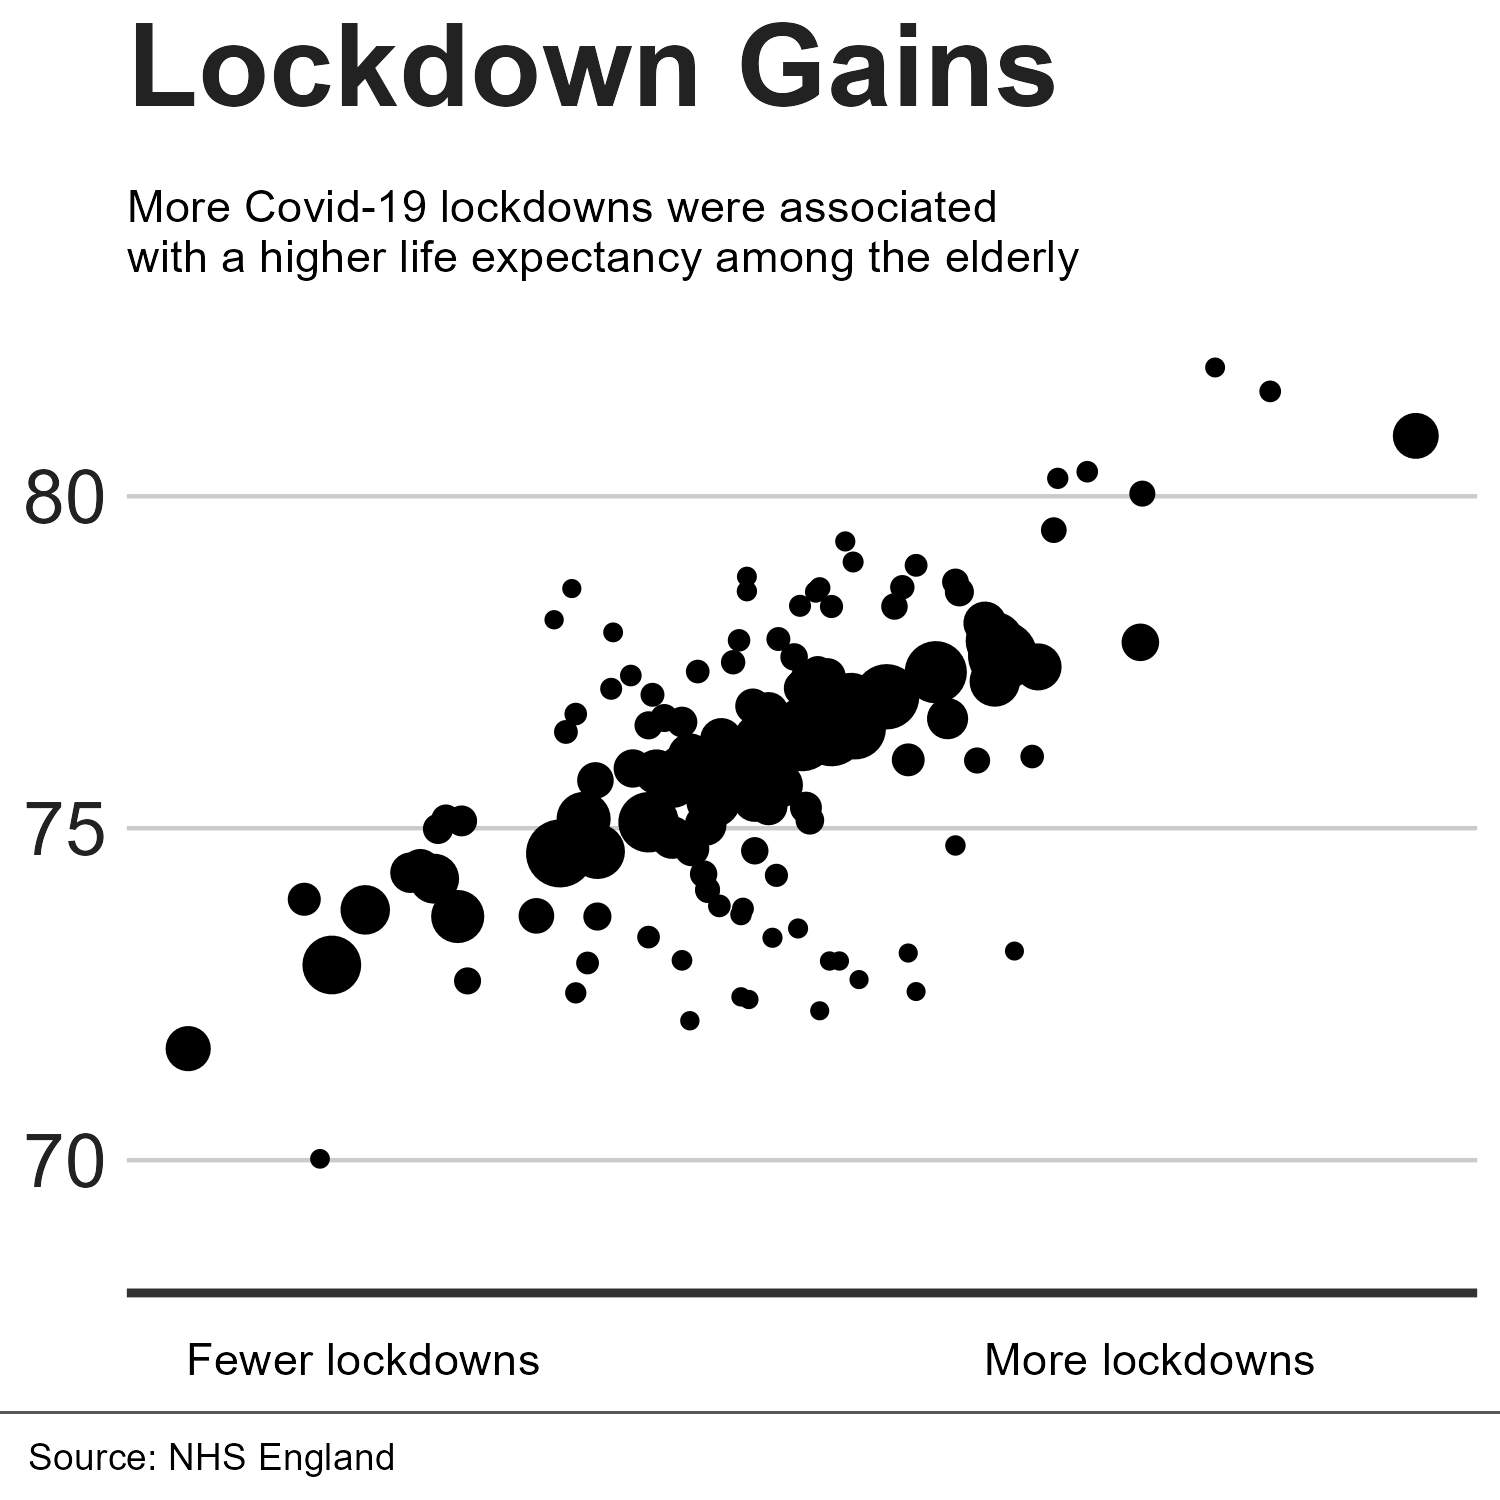 Lockdown Gains
More Covid-19 lockdowns were associated
with a higher life expectancy among the elderly
80
75
70
Fewer lockdowns
More lockdowns
Source: NHS England